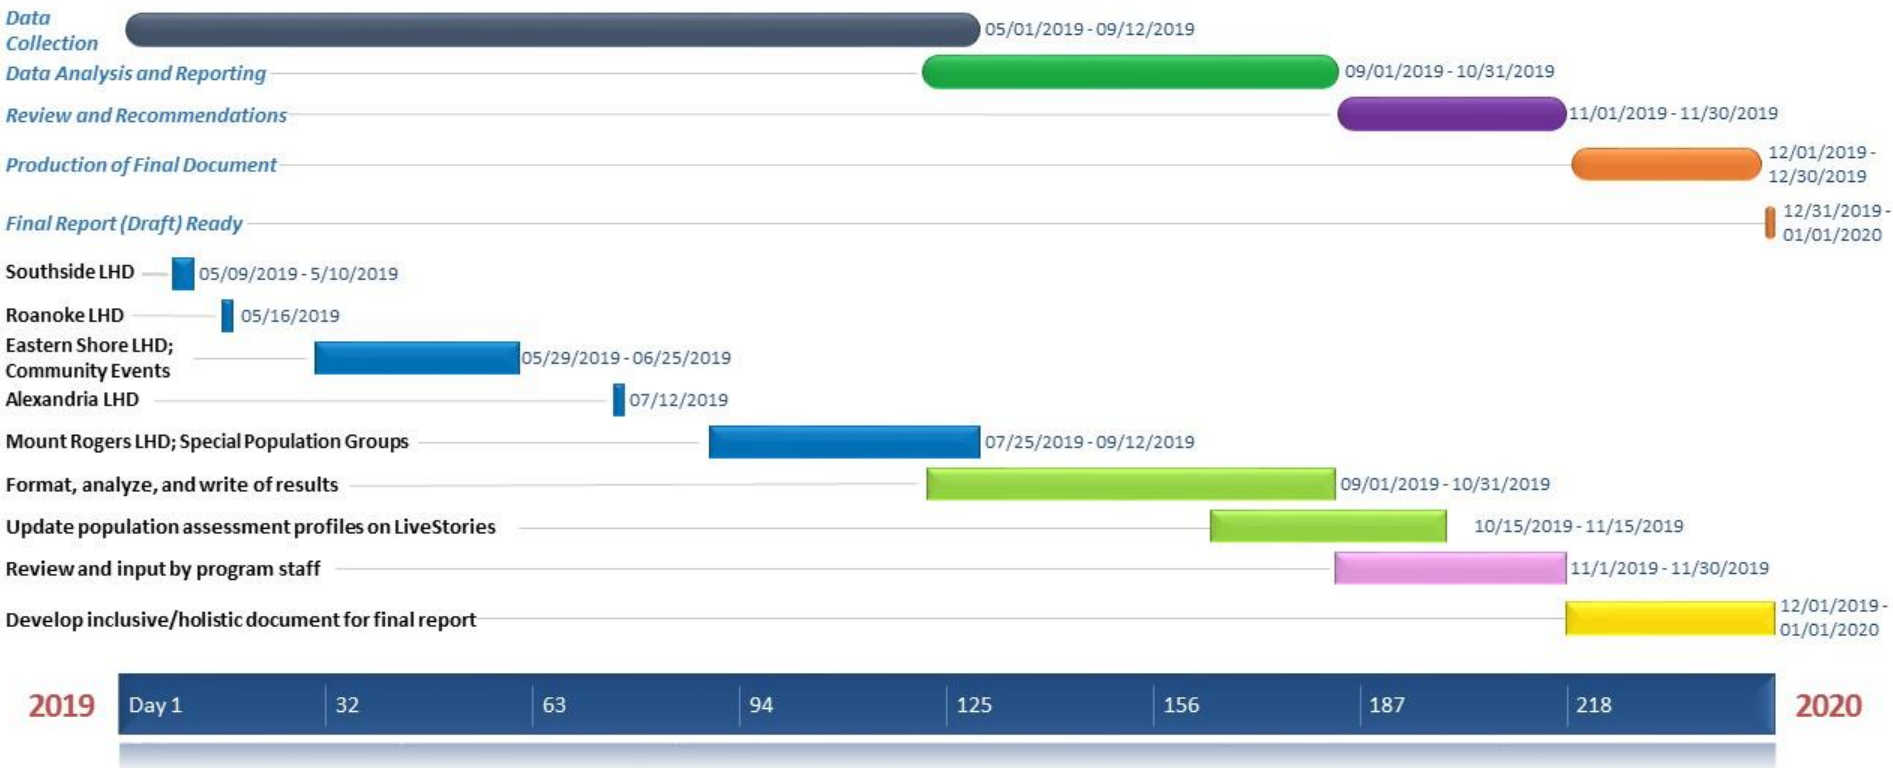 Data
Collection
05/01/2019 - 09/12/2019
Data Analysis and Reporting
09/01/2019 - 10/31/2019
Review and Recommendations
11/01/2019 - 11/30/2019
Production of Final Document
12/01/2019 -
12/30/2019
Final Report (Draft) Ready
12/31/2019 -
01/01/2020
Southside LHD
05/09/2019 - 5/10/2019
Roanoke LHD
05/16/2019
Eastern Shore LHD;
Community Events
05/29/2019 - 06/25/2019
Alexandria LHD
07/12/2019
Mount Rogers LHD; Special Population Groups
07/25/2019 - 09/12/2019
Format, analyze, and write of results
09/01/2019 - 10/31/2019
Update population assessment profiles on LiveStories
10/15/2019 - 11/15/2019
Review and input by program staff
11/1/2019 - 11/30/2019
Develop inclusive/holistic document for final report
12/01/2019 -
01/01/2020
2019 Day 1 32 63 94 125 156 187 218 2020